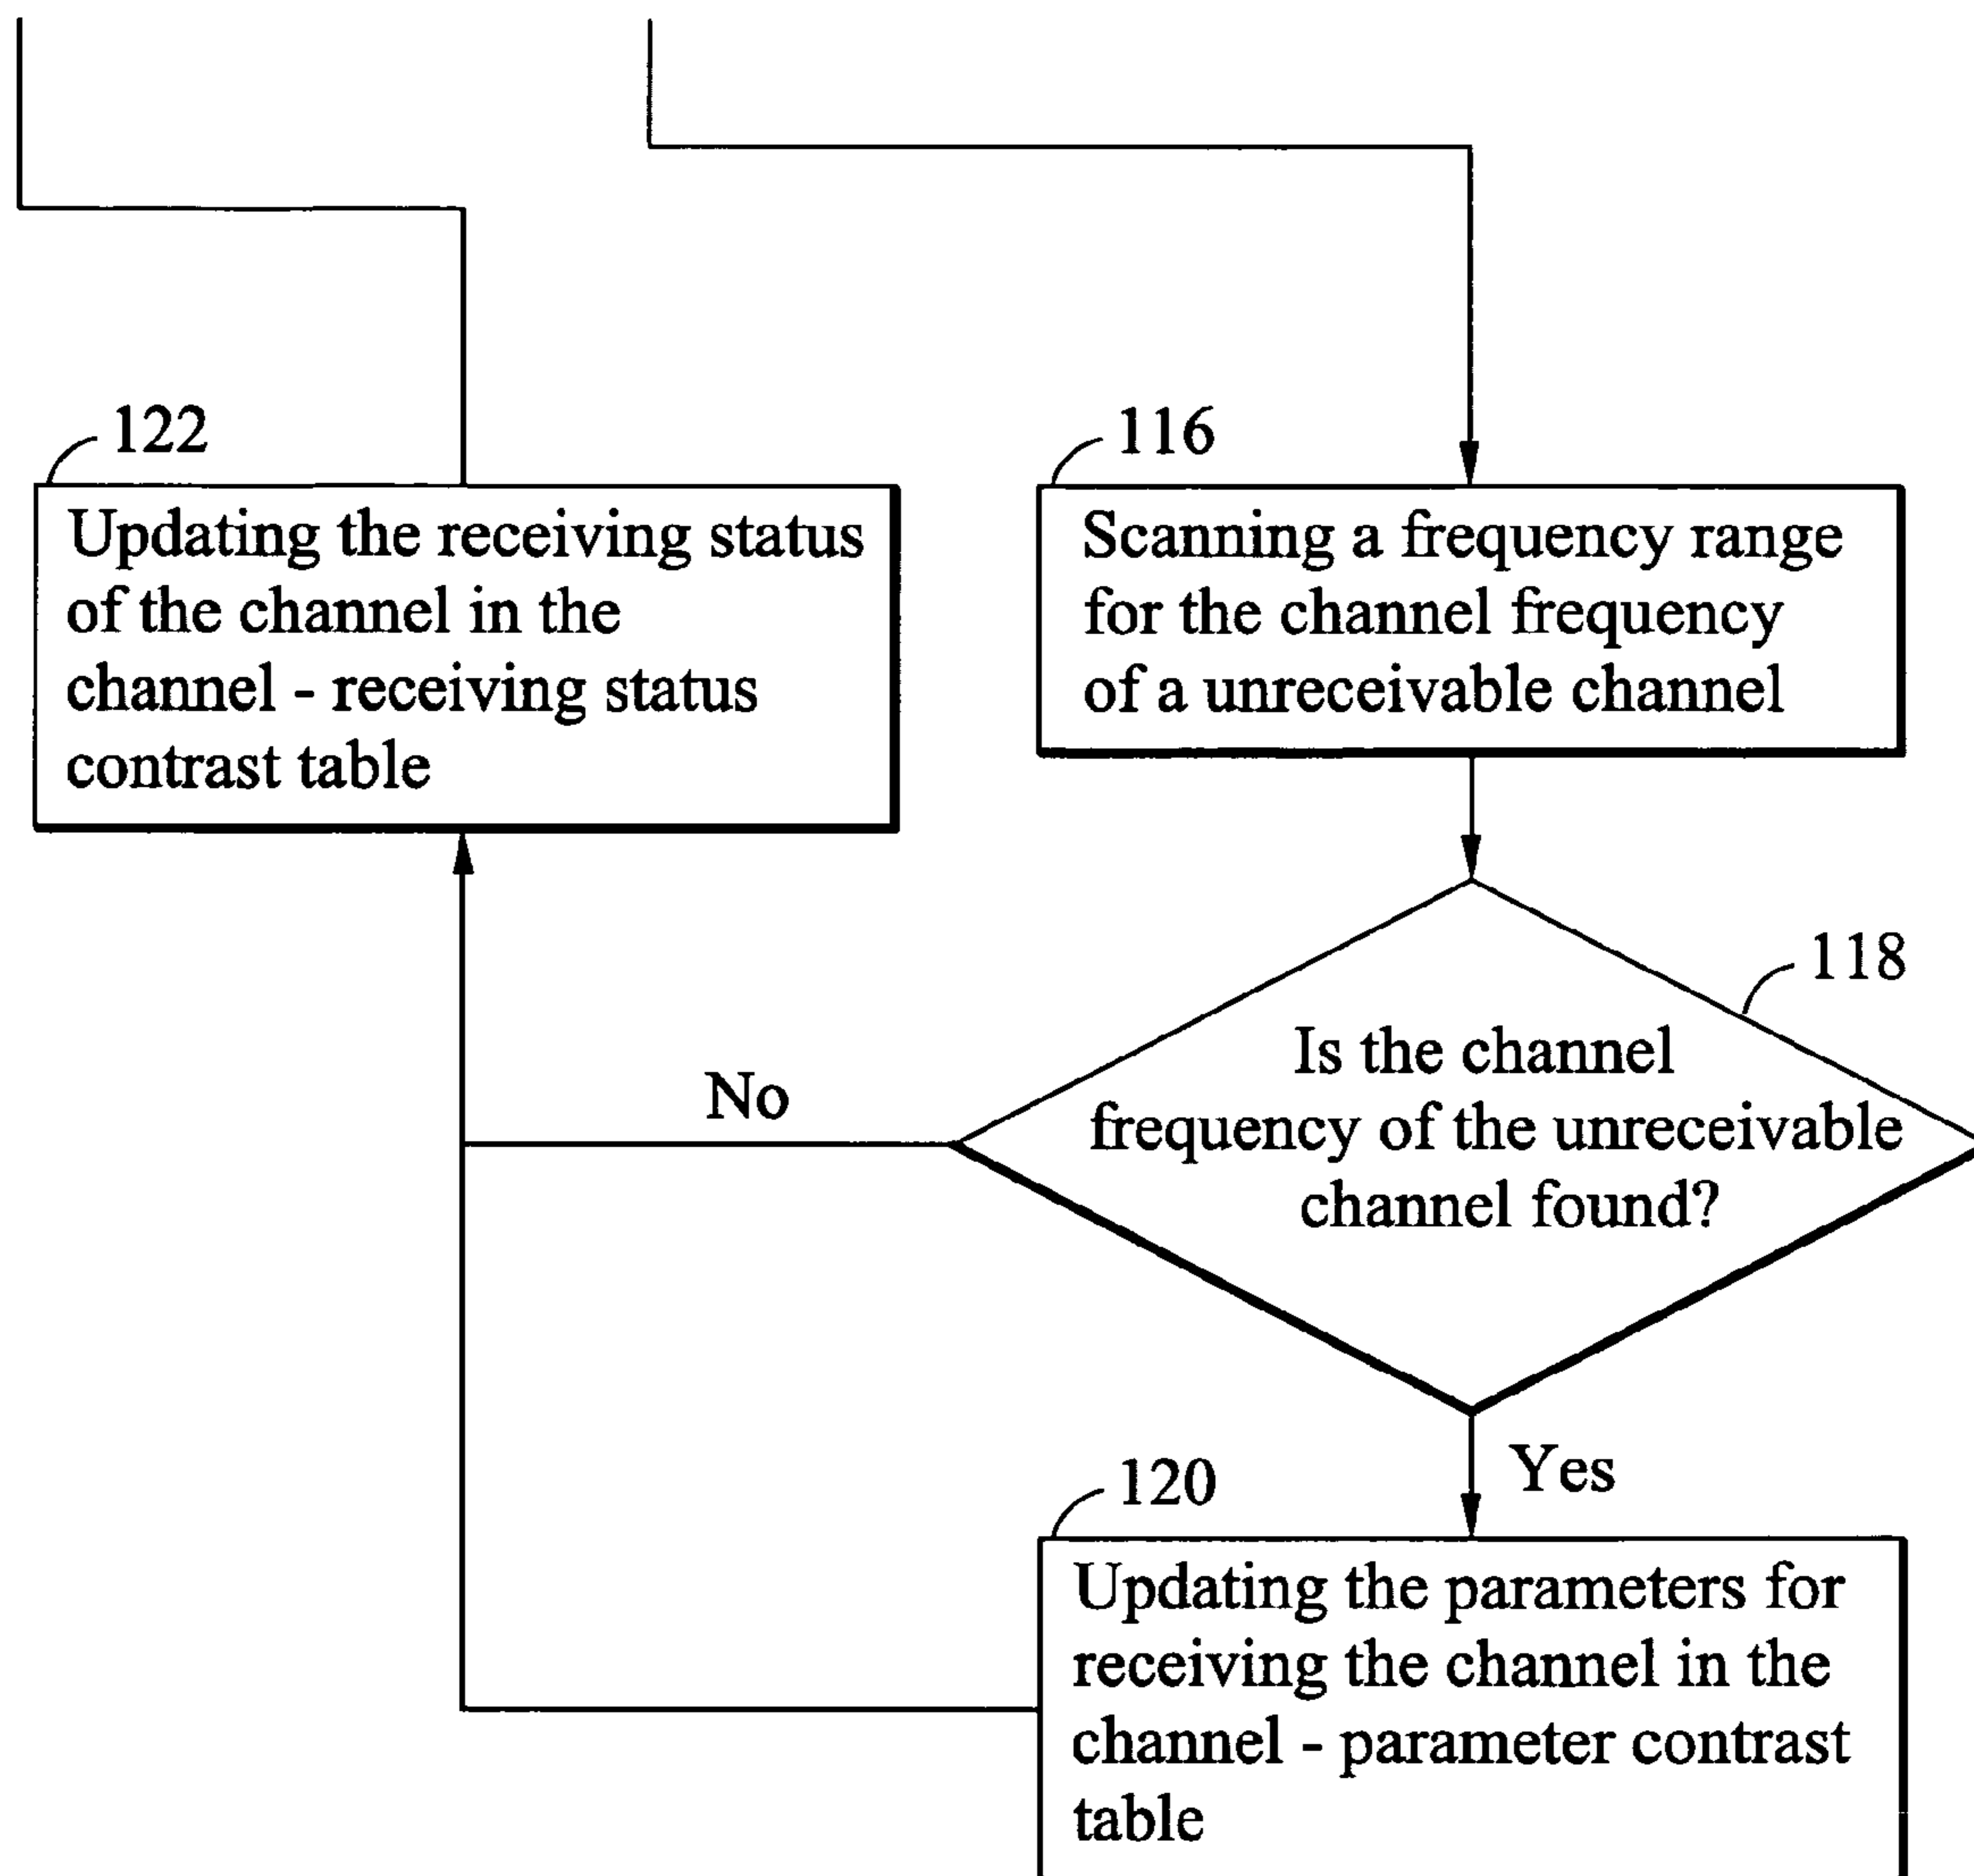 122
Updating the receiving status
of the channel in the
channel - receiving status
contrast table
116
Scanning a frequency range
for the channel frequency
of a unreceivable channel
118
Is the channel
frequency of the unreceivable
channel found?
No
Yes
120
Updating the parameters for
receiving the channel in the
channel - parameter contrast
table